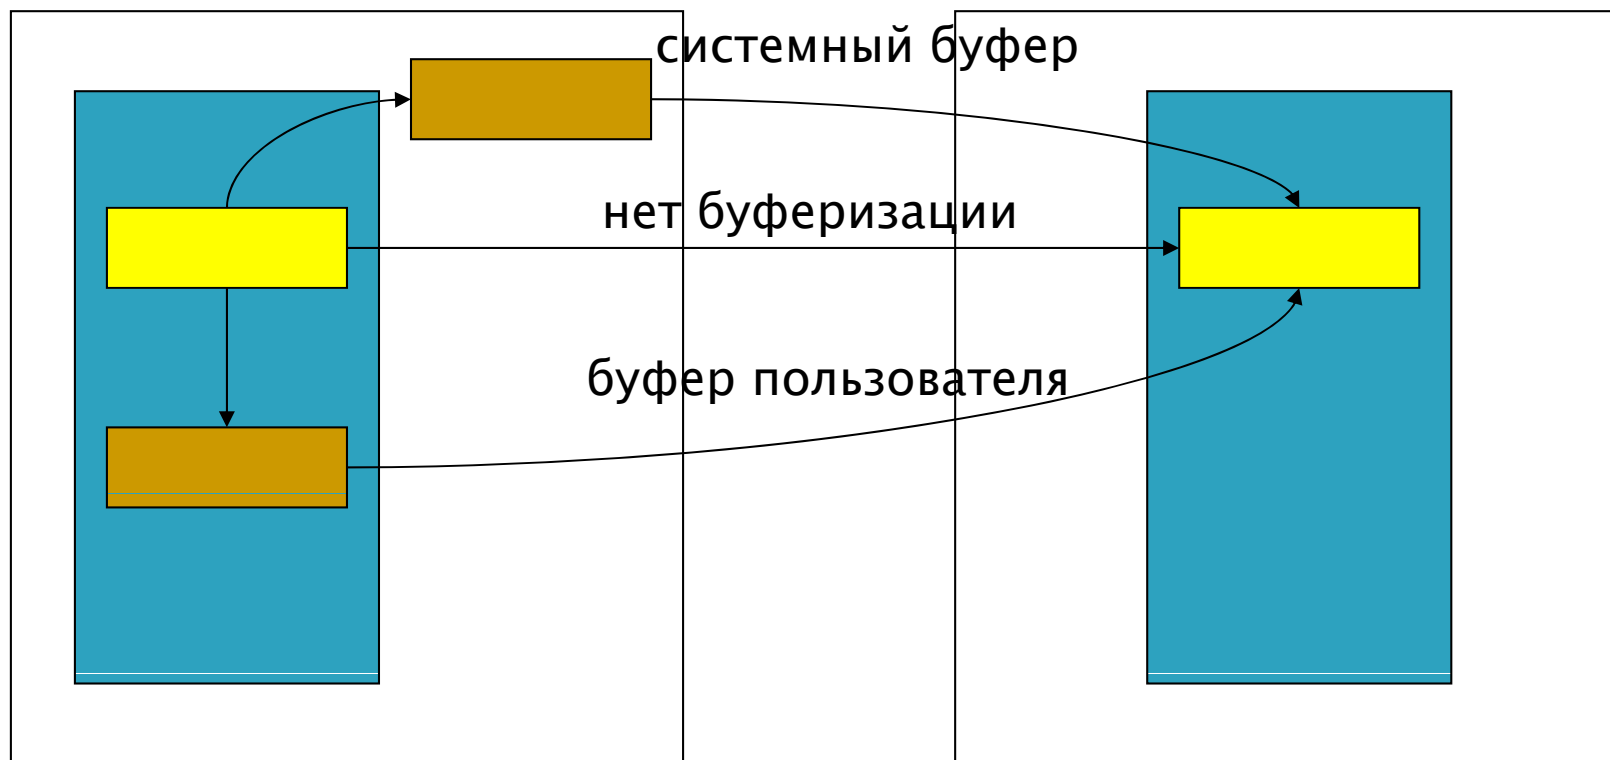 системный буфер
нет буферизации
буфер пользователя